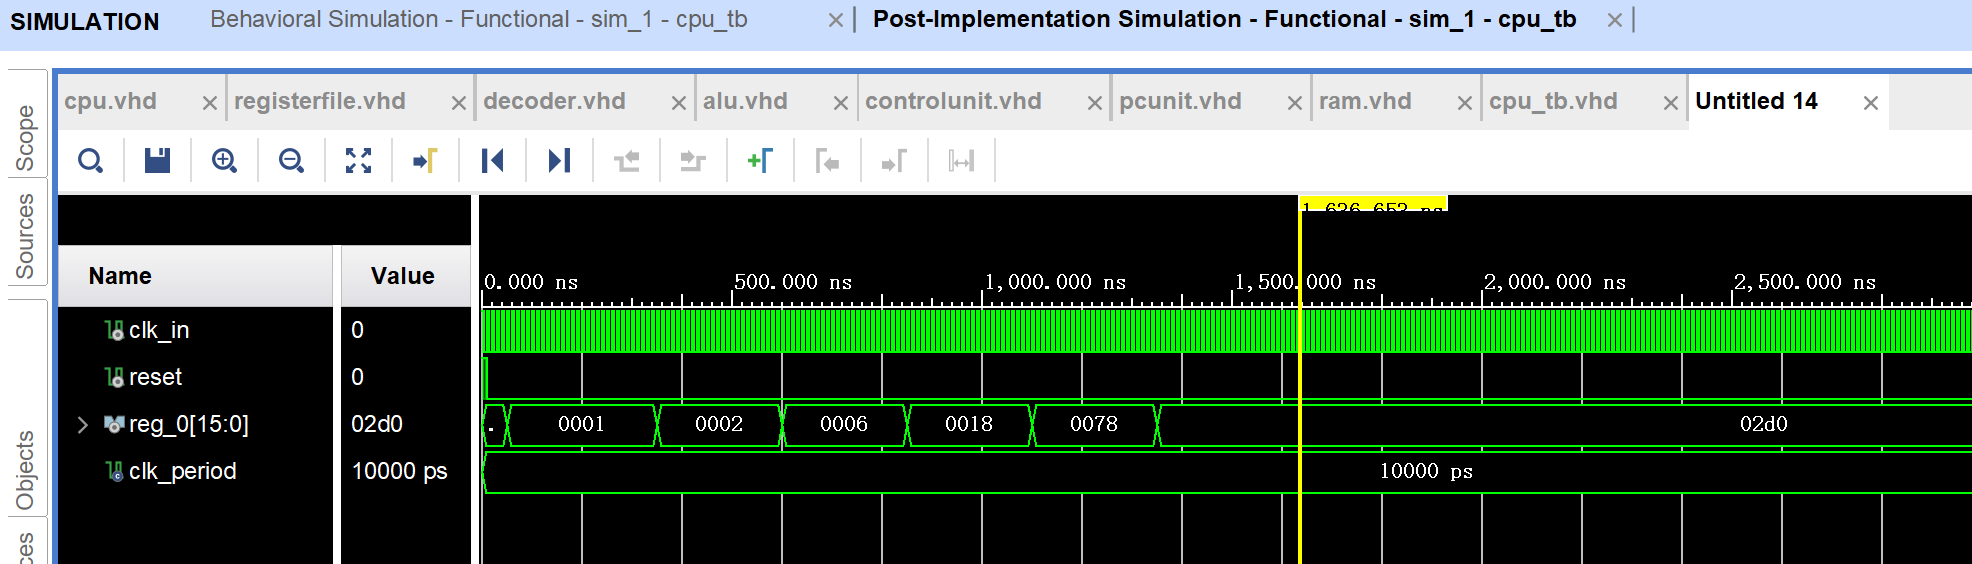 SIMULATION Behavioral Simulation - Functional - sim_1 - cpu_tb Post-Implementation Simulation - Functional - sim_1 - cpu_tb
Scope
Sources
Objects
cpu.vhd registerfile.vhd decoder.vhd alu.vhd controlunit.vhd pcunit.vhd ram.vhd cpu_tb.vhd Untitled 14
Name Value
0.000 ns 500.000 ns 1,000.000 ns 1,500.000 ns 2,000.000 ns 2,500.000 ns
clk_in 0
reset 0
reg_0[15:0] 02d0 0001 0002 0006 0018 0078 02d0
clk_period 10000 ps 10000 ps